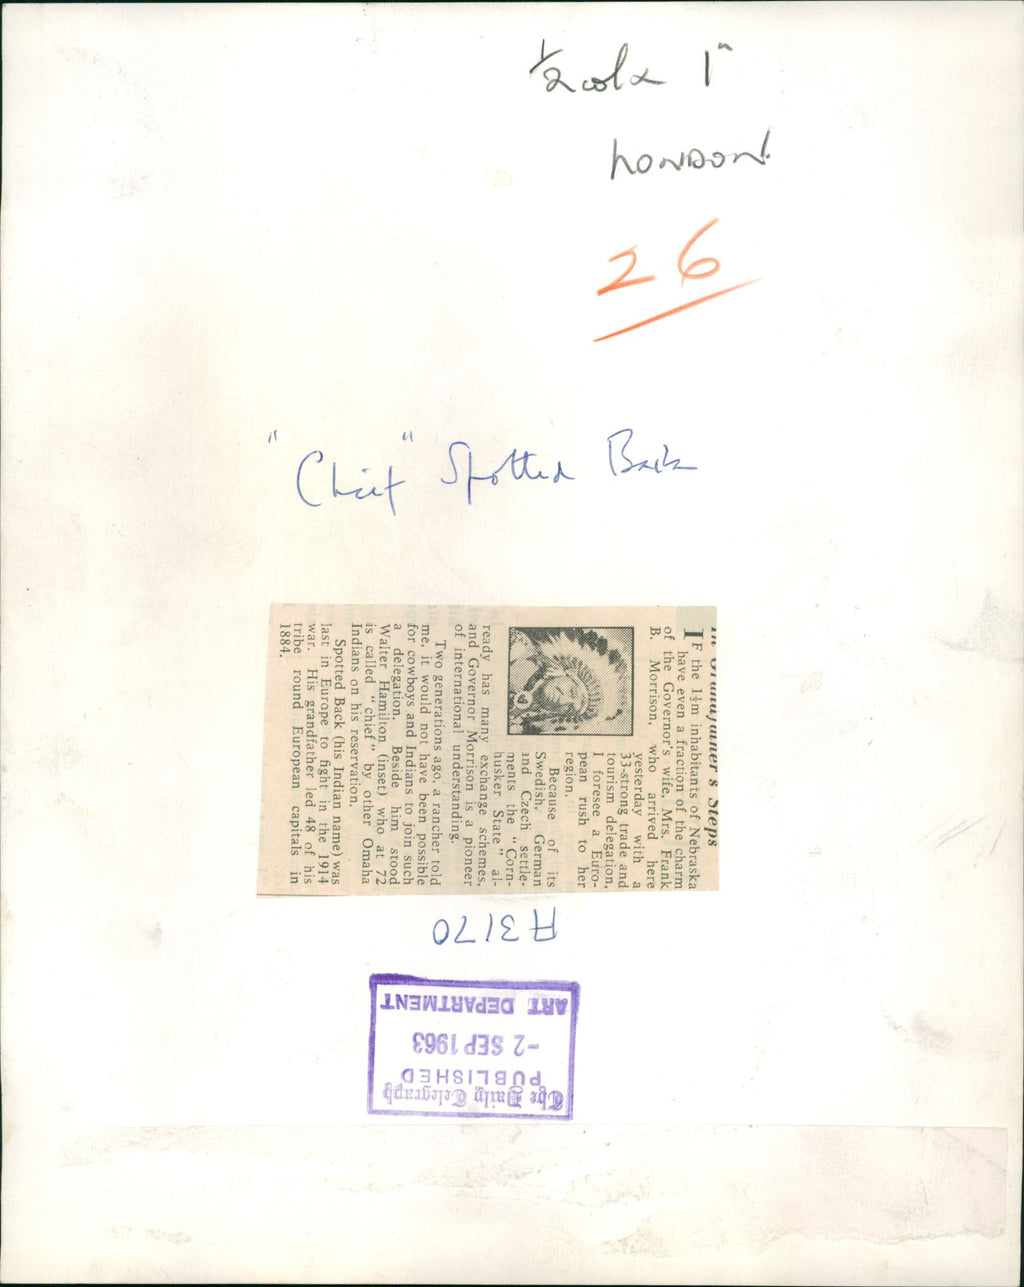 ½ col x 1"
LONDON.
26
"Chief" Spotted Back
In Grandfather's Steps
IF the 1½m inhabitants of Nebraska
have even a fraction of the charm
of the Governor's wife, Mrs. Frank
B. Morrison, who arrived here
yesterday with a
33-strong trade and
tourism delegation,
I foresee a Euro-
pean rush to her
region.
Because of its
Swedish, German
and Czech settle-
ments the "Corn-
husker State" al-
ready has many exchange schemes,
and Governor Morrison is a pioneer
of international understanding.
Two generations ago, a rancher told
me, it would not have been possible
for cowboys and Indians to join such
a delegation. Beside him stood
Walter Hamilton (inset) who at 72
is called "chief" by other Omaha
Indians on his reservation.
Spotted Back (his Indian name) was
last in Europe to fight in the 1914
war. His grandfather led 48 of his
tribe round European capitals in
1884.
A3170
The Daily Telegraph
PUBLISHED
-2 SEP 1963
ART DEPARTMENT